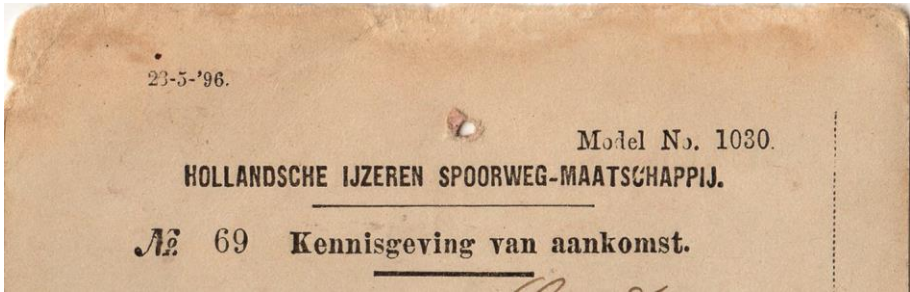 23-5-'96.
Model No. 1030.
HOLLANDSCHE IJZEREN SPOORWEG-MAATSCHAPPIJ.
№ 69 Kennisgeving van aankomst.